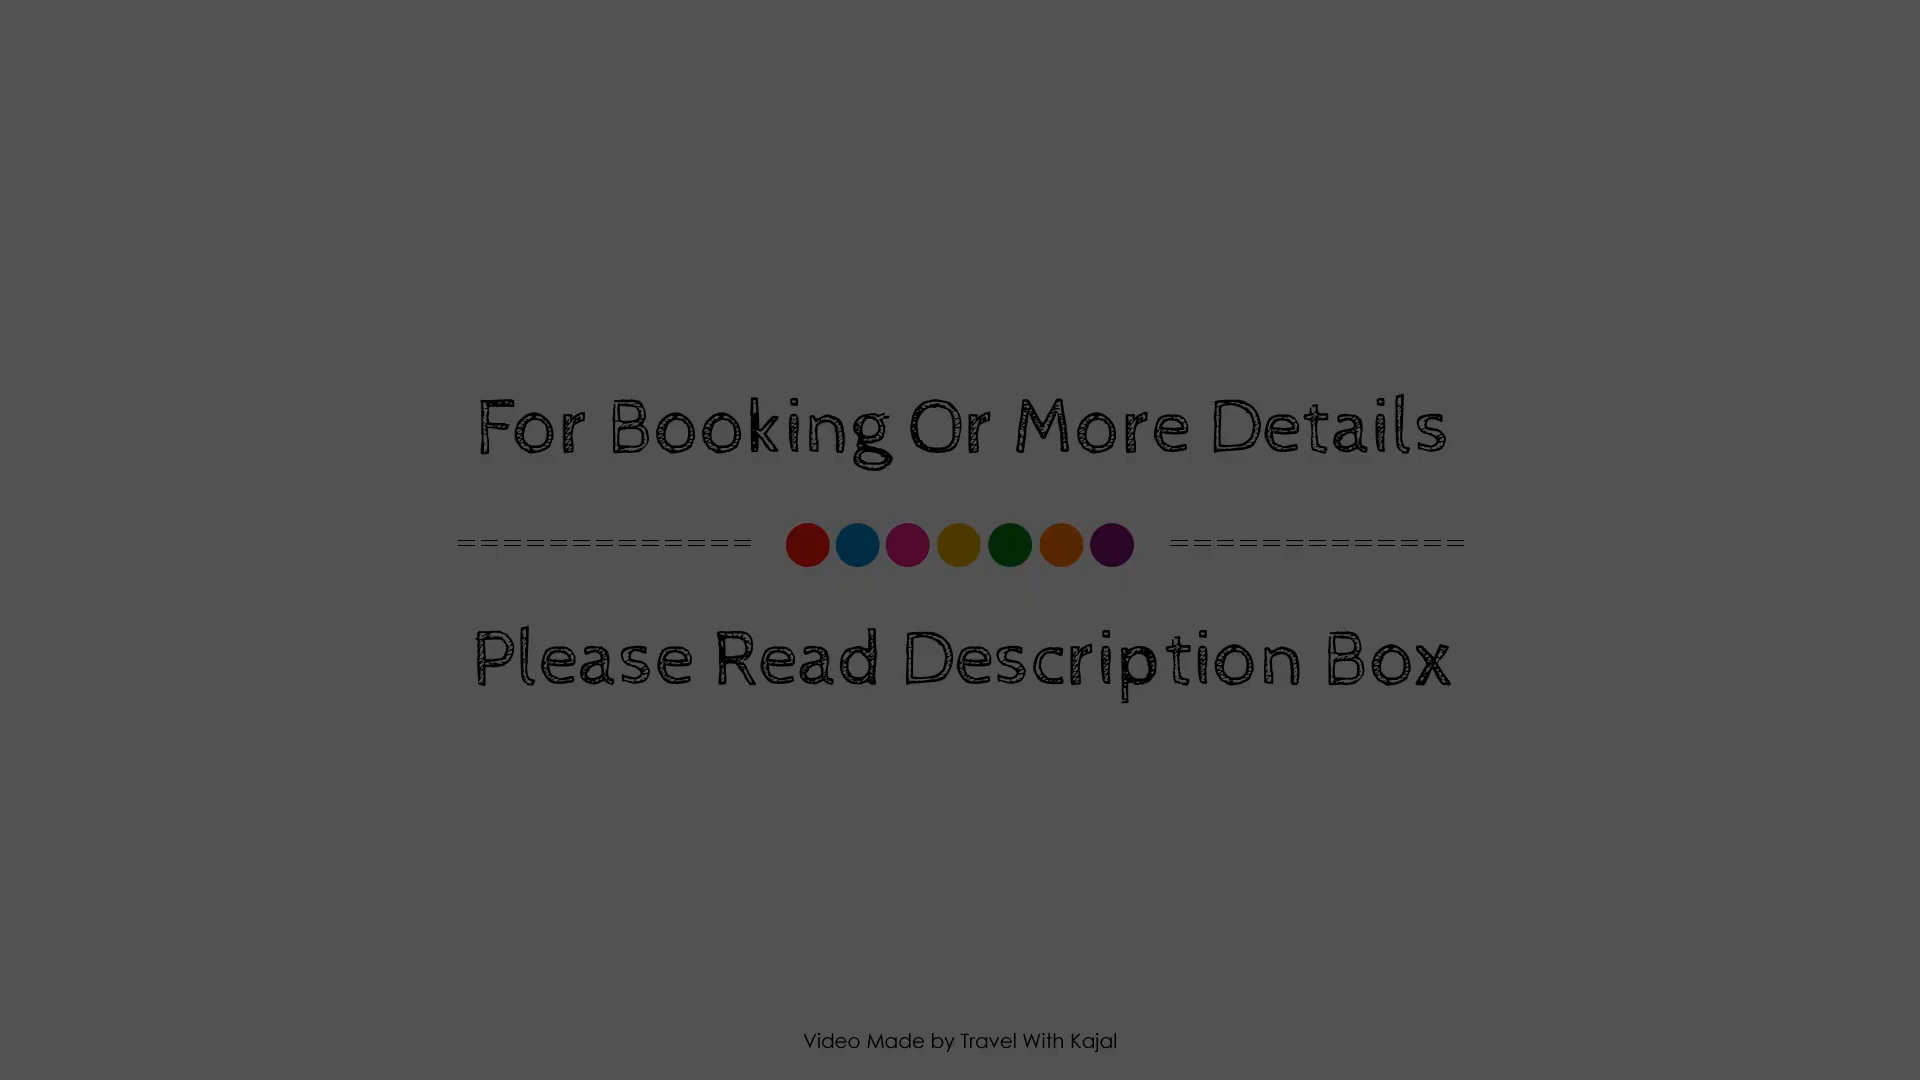 For Booking Or More Details
============= =============
Please Read Description Box
Video Made by Travel With Kajal